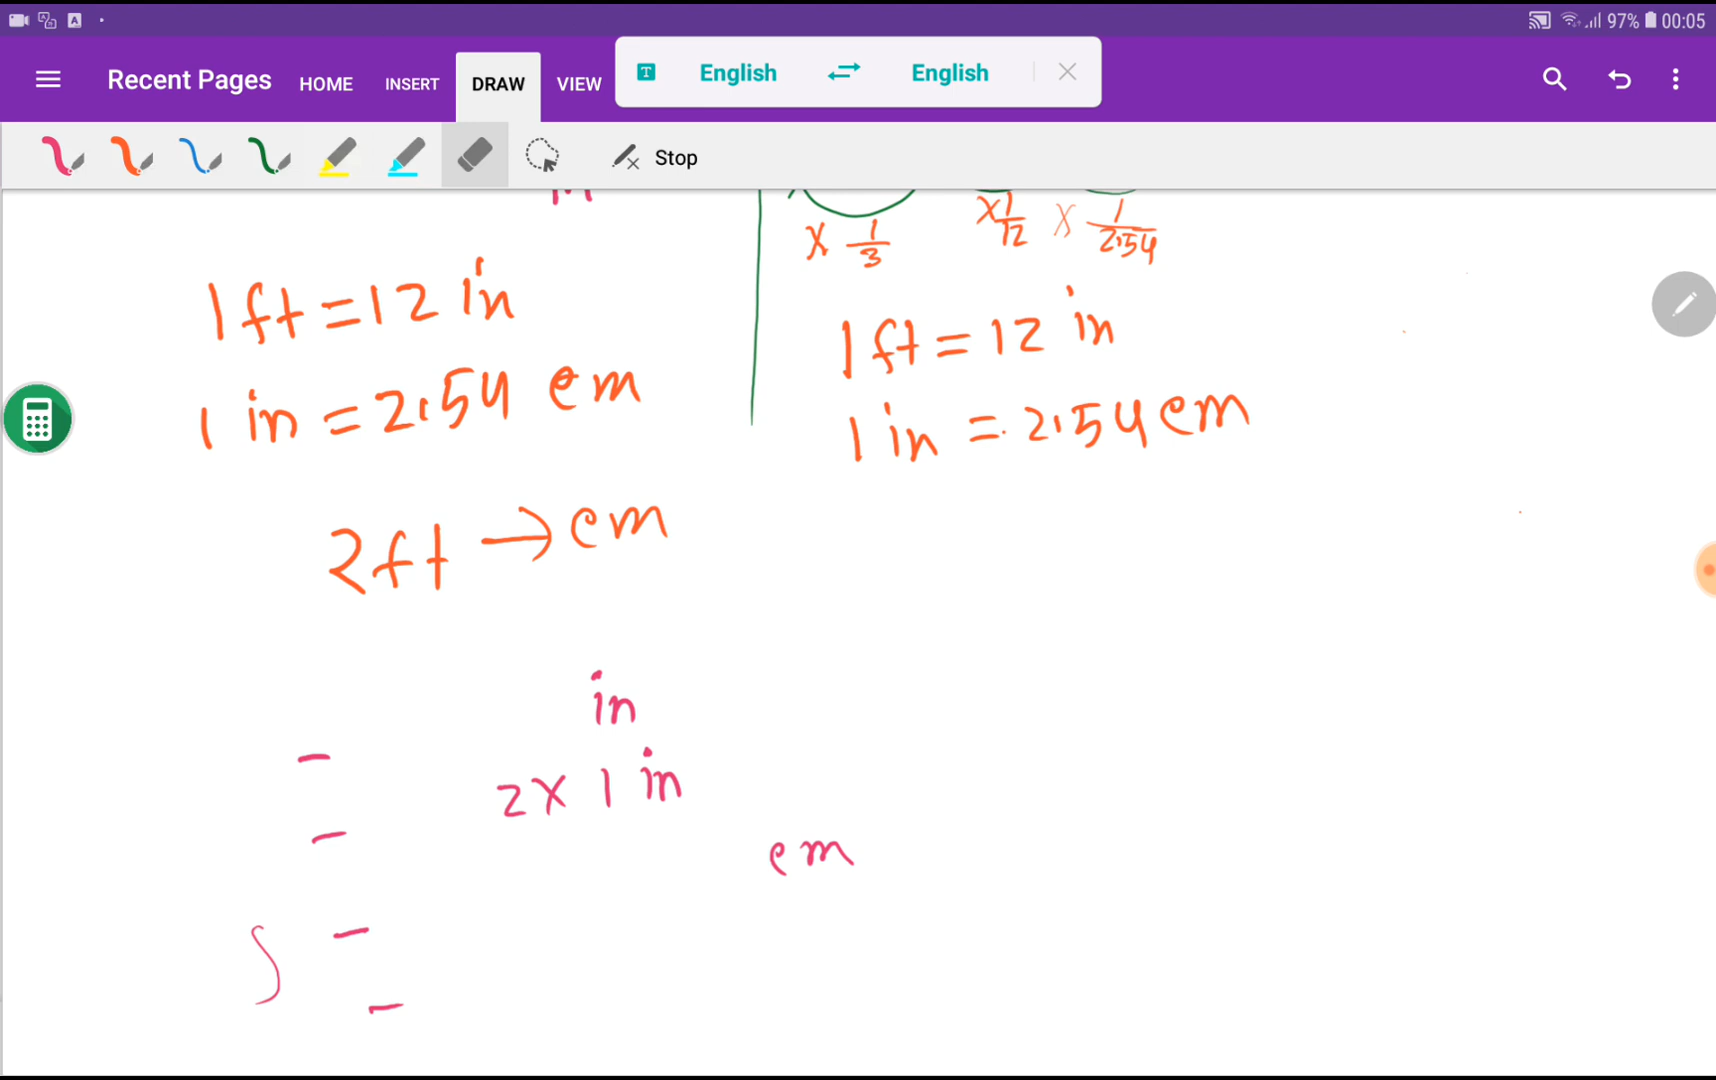 97% 00:05
Recent Pages HOME INSERT DRAW VIEW
English English
Stop
x 1/3 x 1/12 x 1/2.54
1 ft = 12 in
1 in = 2.54 cm
1 ft = 12 in
1 in = 2.54 cm
2 ft → cm
in
2 x 1 in
cm